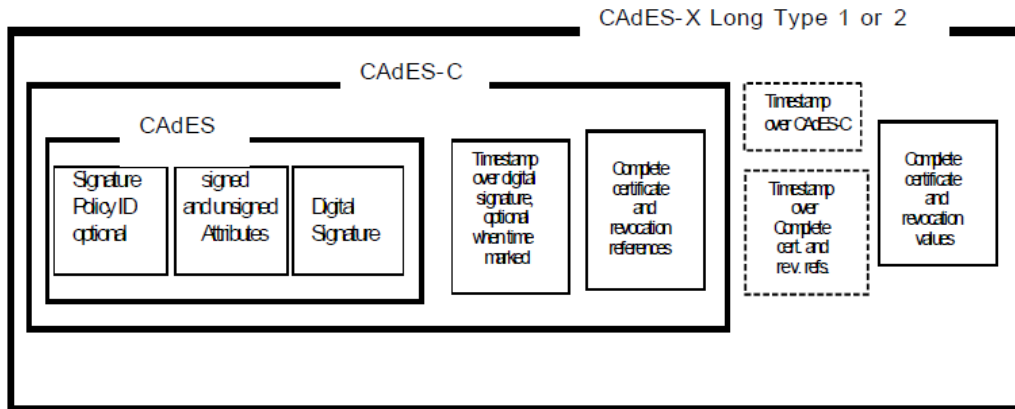 CAdES-X Long Type 1 or 2
CAdES-C
CAdES
Signature
Policy ID
optional
signed
and unsigned
Attributes
Digital
Signature
Timestamp
over digital
signature,
optional
when time
marked
Complete
certificate
and
revocation
references
Timestamp
over CAdES-C
Timestamp
over
Complete
cert. and
rev. refs.
Complete
certificate
and
revocation
values